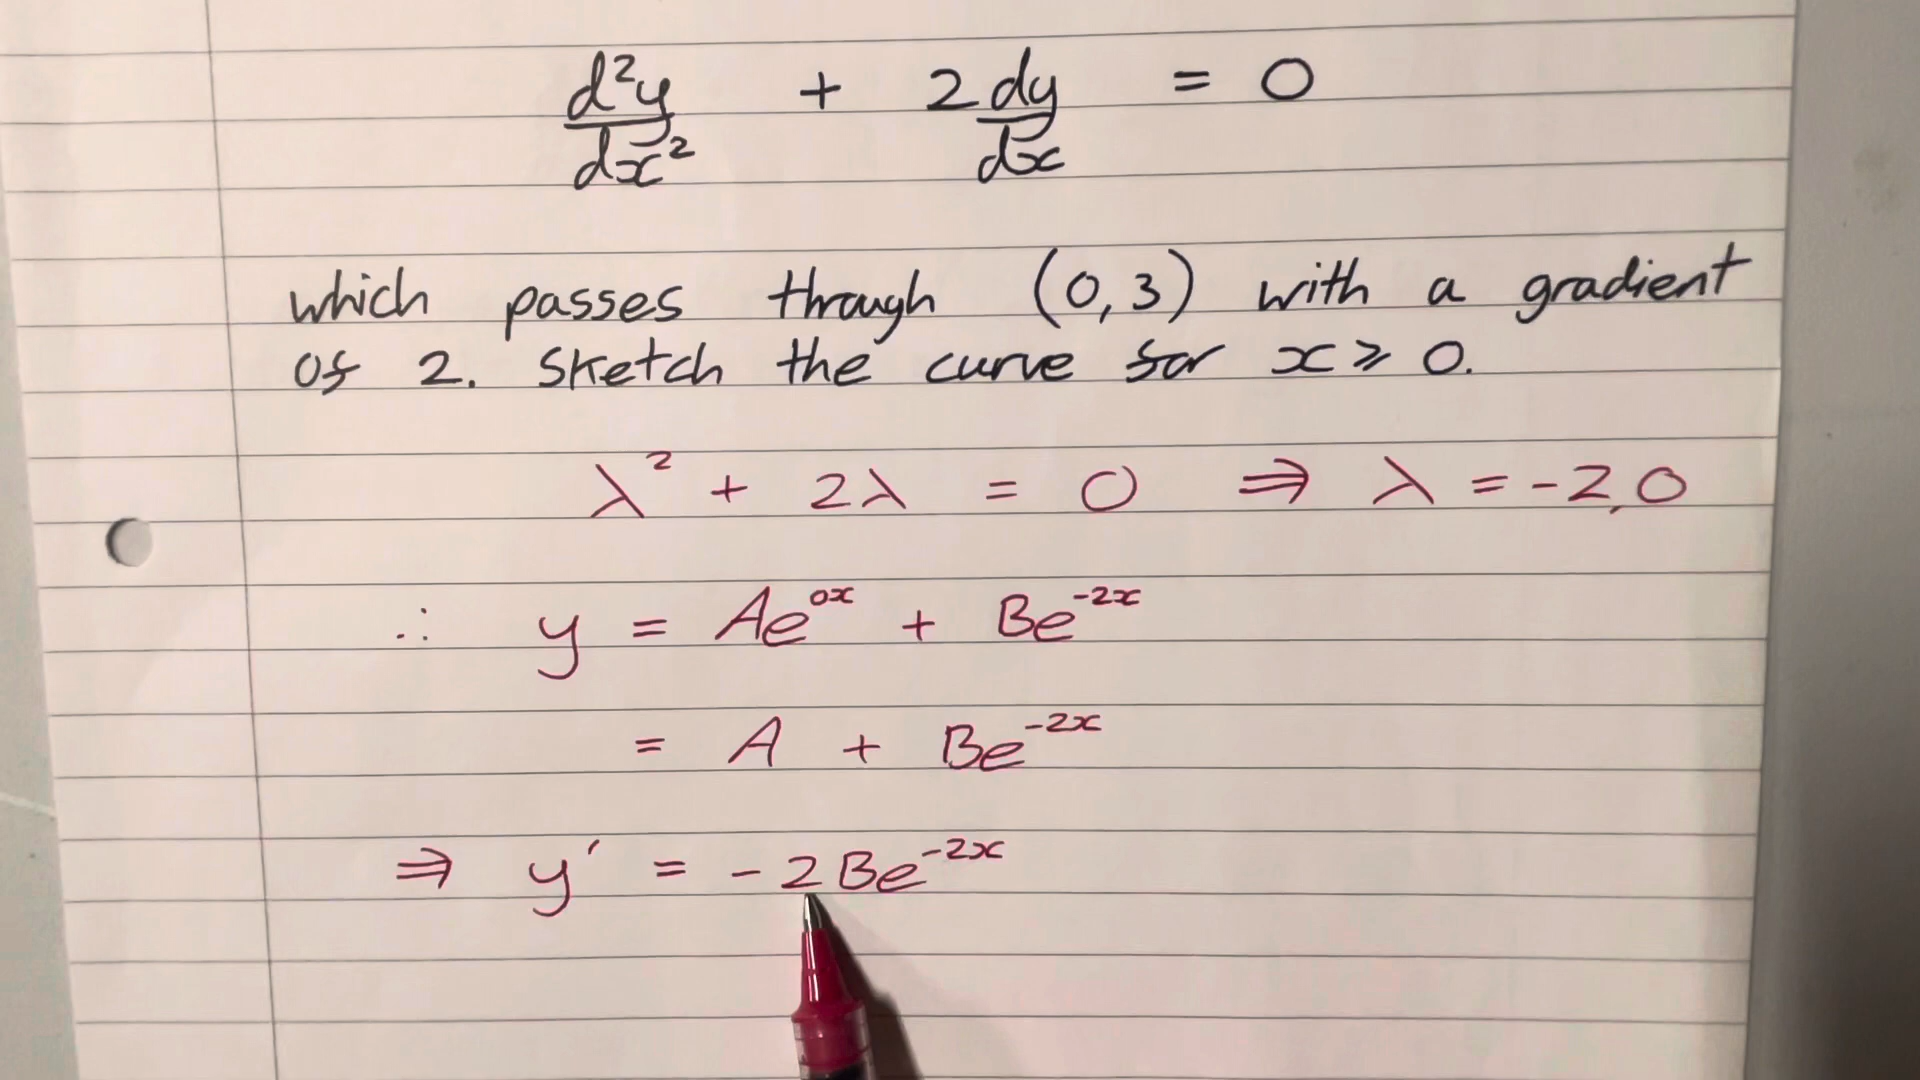 d²y/dx² + 2 dy/dx = 0
which passes through (0,3) with a gradient
of 2. Sketch the curve for x ⩾ 0.
λ² + 2λ = 0 ⇒ λ = -2,0
∴ y = Ae^{0x} + Be^{-2x}
= A + Be^{-2x}
⇒ y' = -2Be^{-2x}